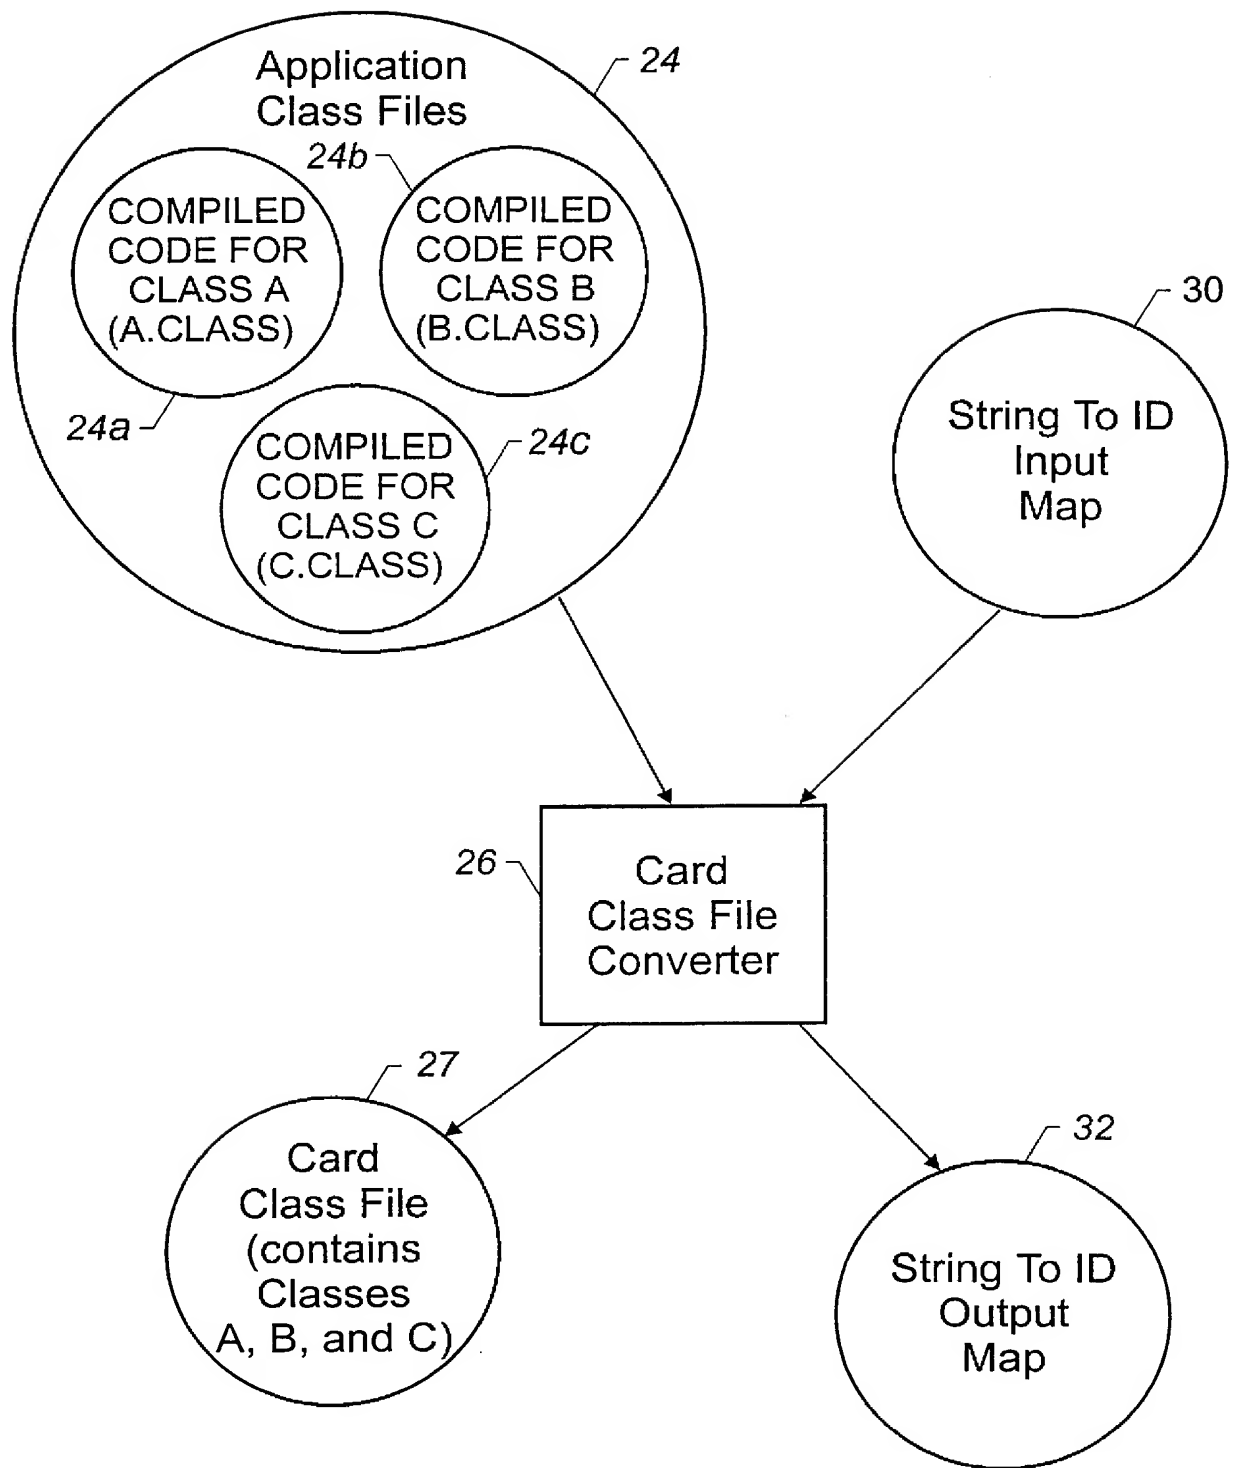 Application
Class Files
24
24b
COMPILED
CODE FOR
CLASS A
(A.CLASS)
COMPILED
CODE FOR
CLASS B
(B.CLASS)
24a
COMPILED
CODE FOR
CLASS C
(C.CLASS)
24c
30
String To ID
Input
Map
26
Card
Class File
Converter
27
Card
Class File
(contains
Classes
A, B, and C)
32
String To ID
Output
Map